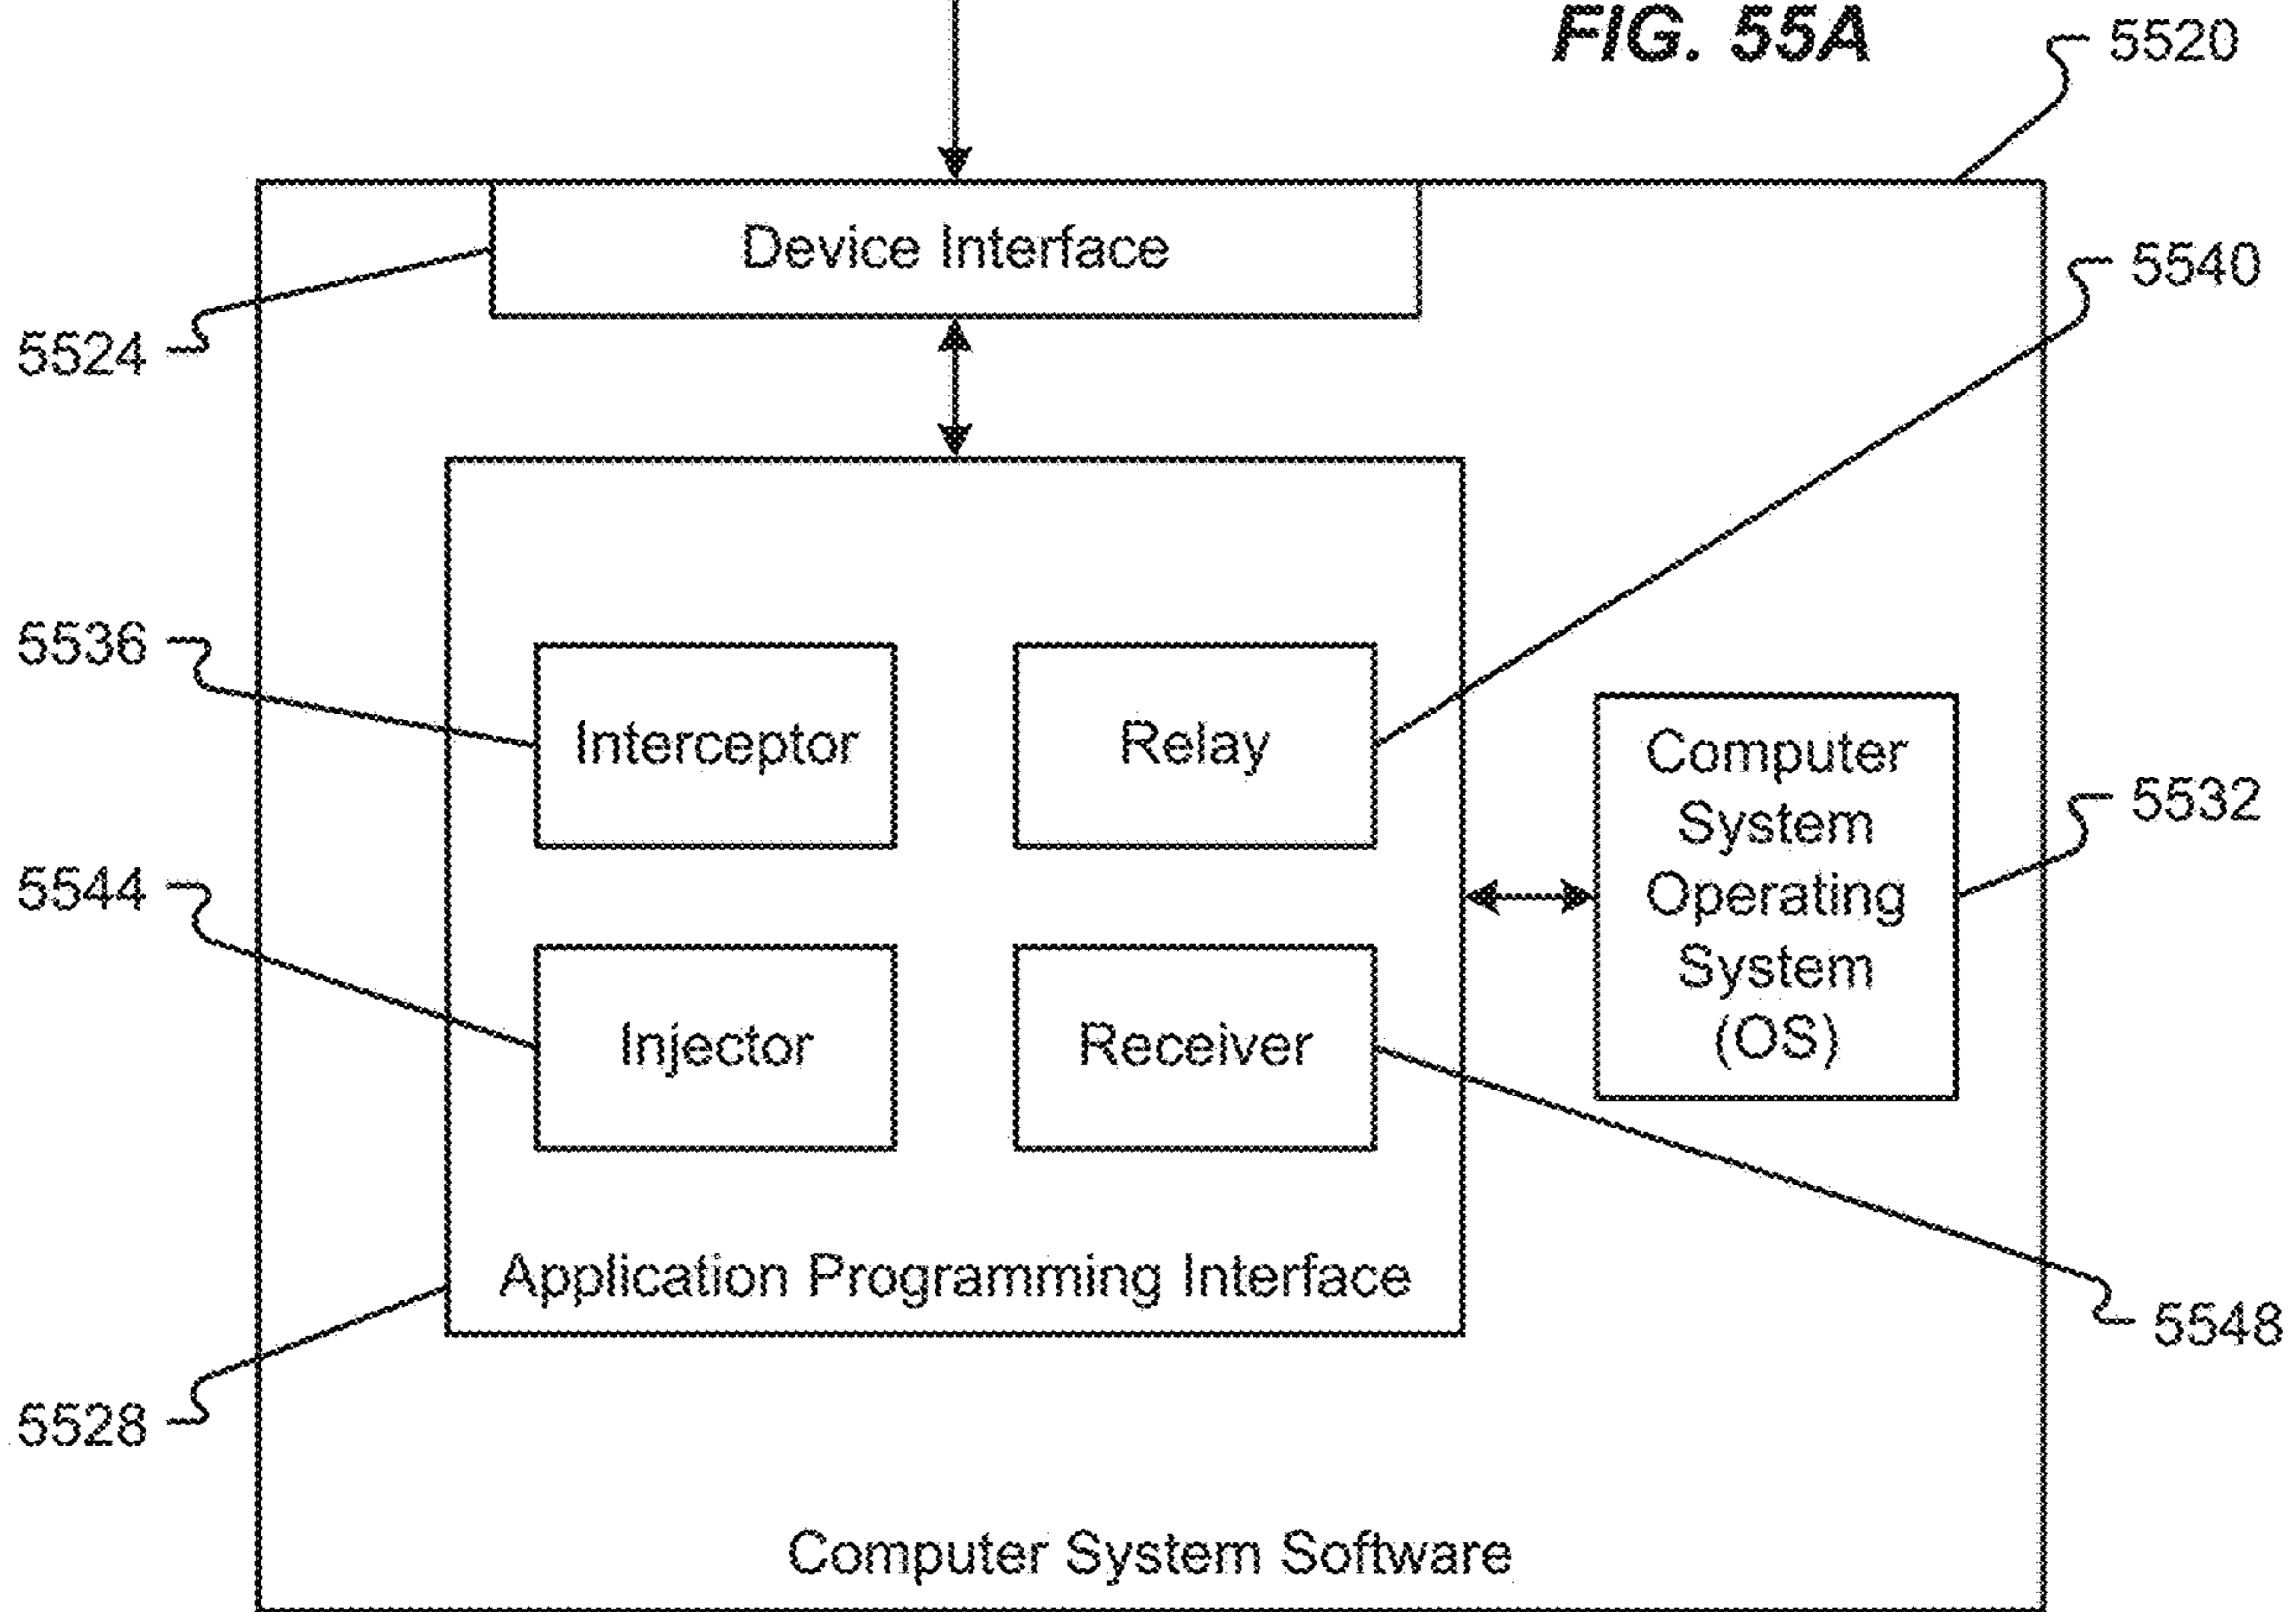 FIG. 55A
5520
Device Interface
5540
5524
5536
Interceptor
Relay
Computer
System
Operating
System
(OS)
5532
5544
Injector
Receiver
Application Programming Interface
5548
5528
Computer System Software